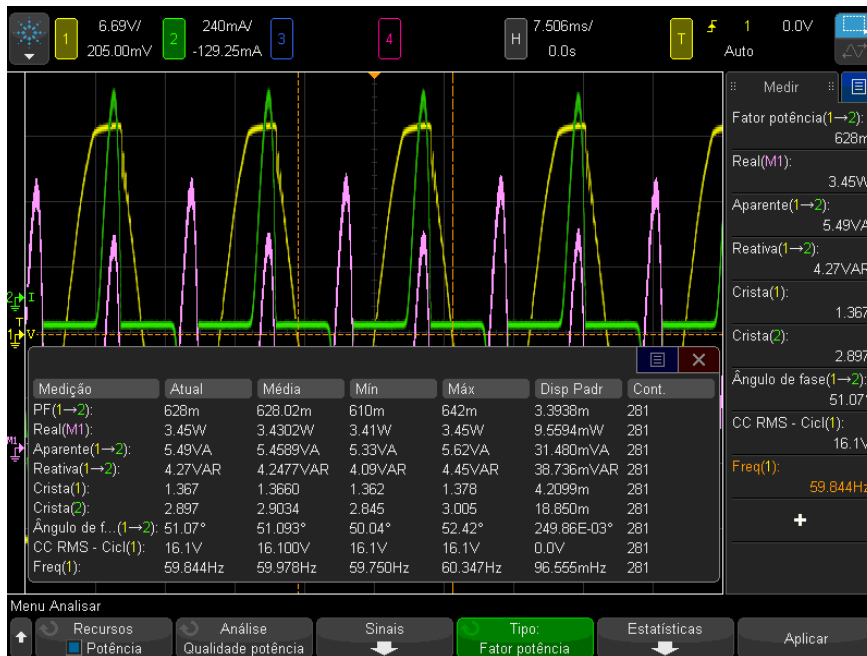 1 6.69V/ 205.00mV 2 240mA/ -129.25mA 3 4 H 7.506ms/ 0.0s T 1 0.0V Auto
Medir
Fator potência(1→2):
628m
Real(M1):
3.45W
Aparente(1→2):
5.49VA
Reativa(1→2):
4.27VAR
Crista(1):
1.367
Crista(2):
2.897
Ângulo de fase(1→2):
51.07°
CC RMS - Cicl(1):
16.1V
Freq(1):
59.844Hz
+
2 I
T
1 V
M1
Medição Atual Média Mín Máx Disp Padr Cont.
PF(1→2): 628m 628.02m 610m 642m 3.3938m 281
Real(M1): 3.45W 3.4302W 3.41W 3.45W 9.5594mW 281
Aparente(1→2): 5.49VA 5.4589VA 5.33VA 5.62VA 31.480mVA 281
Reativa(1→2): 4.27VAR 4.2477VAR 4.09VAR 4.45VAR 38.736mVAR 281
Crista(1): 1.367 1.3660 1.362 1.378 4.2099m 281
Crista(2): 2.897 2.9034 2.845 3.005 18.850m 281
Ângulo de f...(1→2): 51.07° 51.093° 50.04° 52.42° 249.86E-03° 281
CC RMS - Cicl(1): 16.1V 16.100V 16.1V 16.1V 0.0V 281
Freq(1): 59.844Hz 59.978Hz 59.750Hz 60.347Hz 96.555mHz 281
Menu Analisar
Recursos
Potência
Análise
Qualidade potência
Sinais
Tipo:
Fator potência
Estatísticas
Aplicar